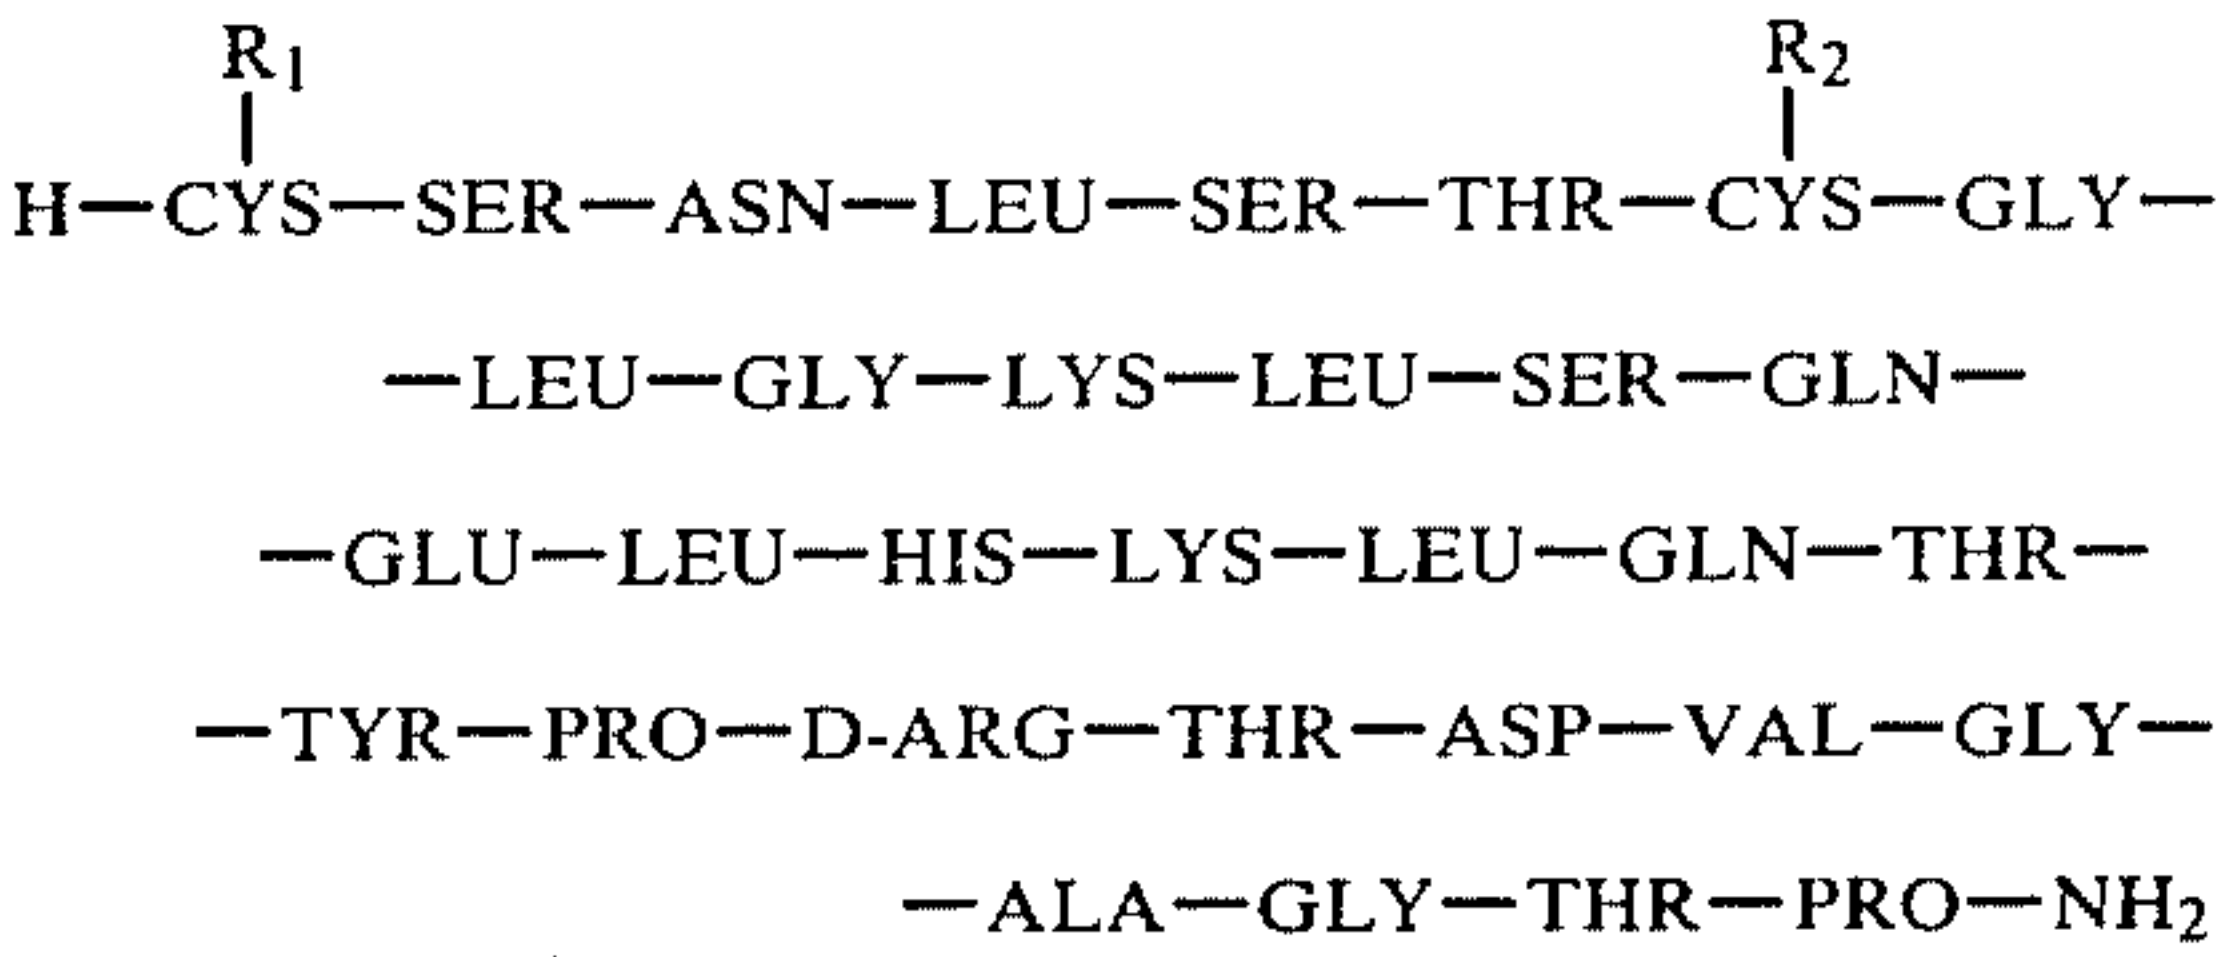 R1 R2
H—CYS—SER—ASN—LEU—SER—THR—CYS—GLY—
—LEU—GLY—LYS—LEU—SER—GLN—
—GLU—LEU—HIS—LYS—LEU—GLN—THR—
—TYR—PRO—D-ARG—THR—ASP—VAL—GLY—
—ALA—GLY—THR—PRO—NH2